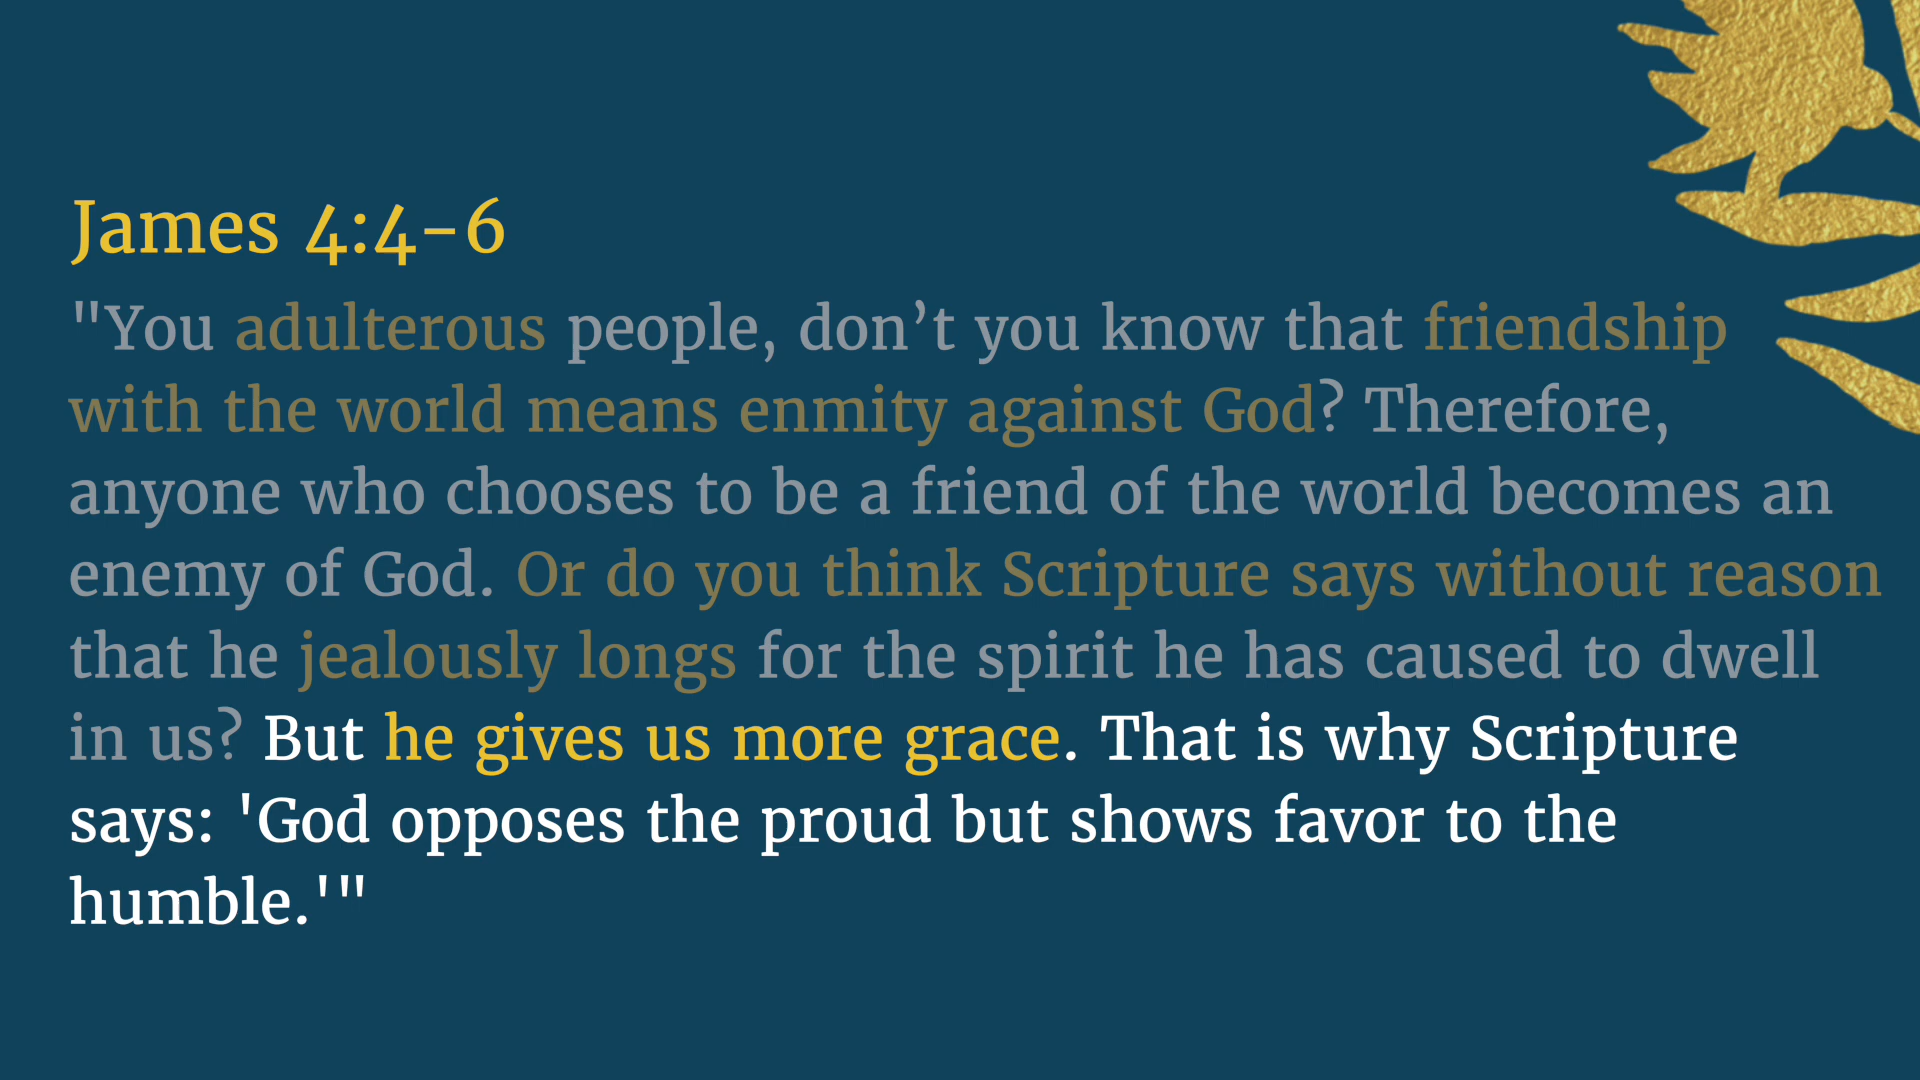 James 4:4-6
"You adulterous people, don’t you know that friendship
with the world means enmity against God? Therefore,
anyone who chooses to be a friend of the world becomes an
enemy of God. Or do you think Scripture says without reason
that he jealously longs for the spirit he has caused to dwell
in us? But he gives us more grace. That is why Scripture
says: 'God opposes the proud but shows favor to the
humble.'"